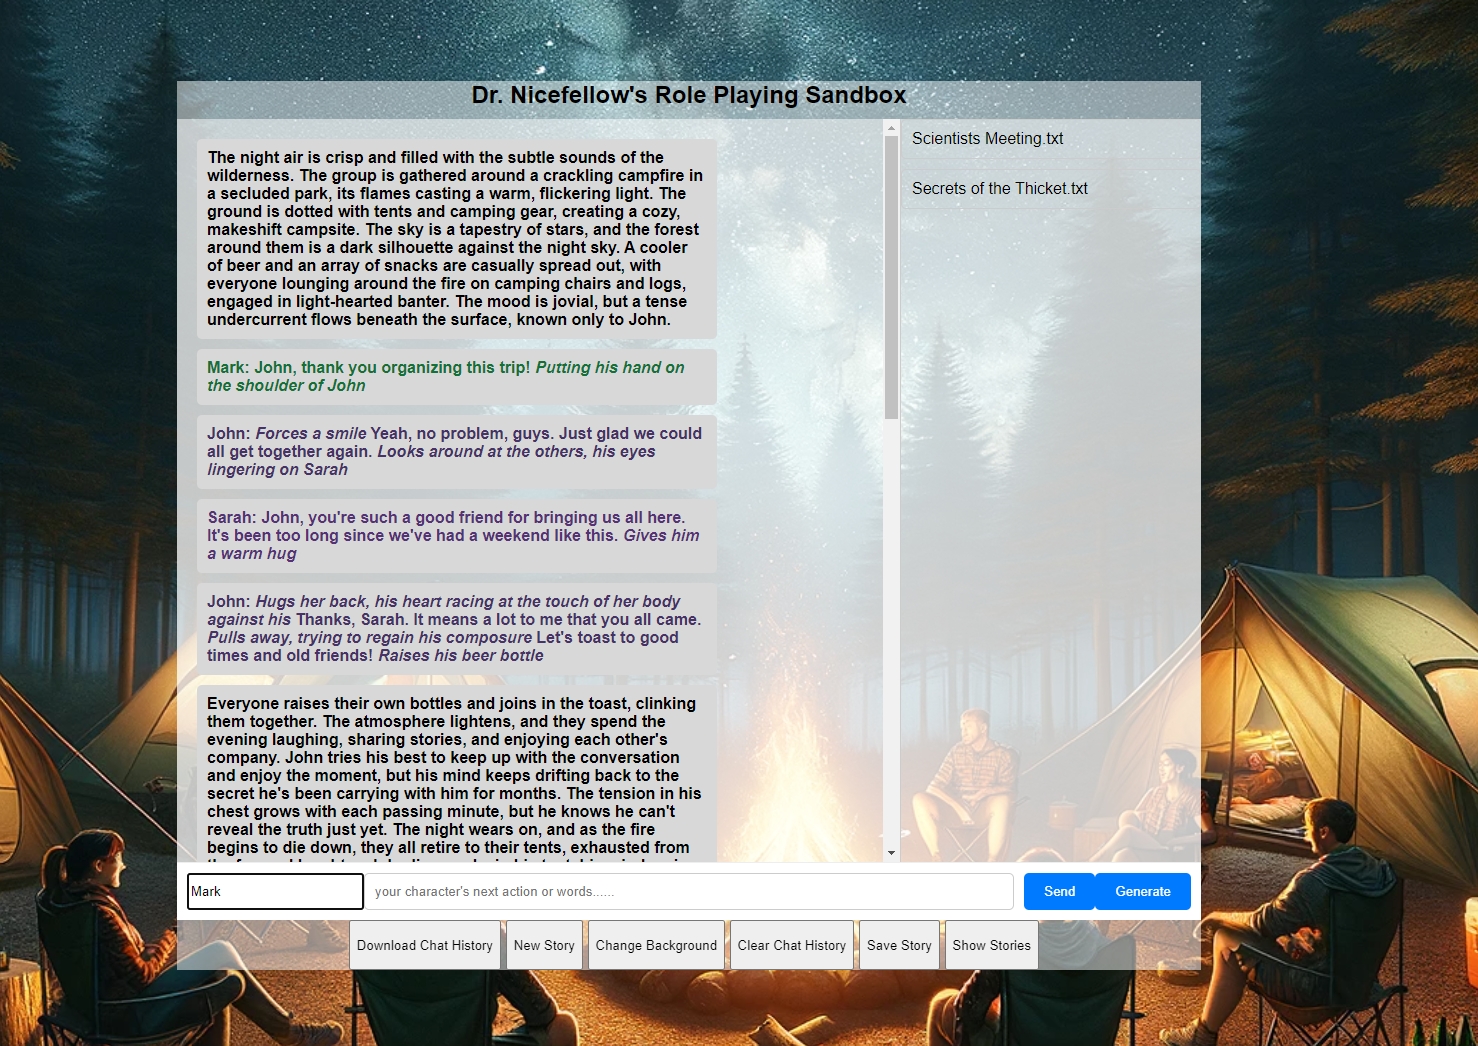 Dr. Nicefellow's Role Playing Sandbox
The night air is crisp and filled with the subtle sounds of the
wilderness. The group is gathered around a crackling campfire in
a secluded park, its flames casting a warm, flickering light. The
ground is dotted with tents and camping gear, creating a cozy,
makeshift campsite. The sky is a tapestry of stars, and the forest
around them is a dark silhouette against the night sky. A cooler
of beer and an array of snacks are casually spread out, with
everyone lounging around the fire on camping chairs and logs,
engaged in light-hearted banter. The mood is jovial, but a tense
undercurrent flows beneath the surface, known only to John.
Mark: John, thank you organizing this trip! Putting his hand on
the shoulder of John
John: Forces a smile Yeah, no problem, guys. Just glad we could
all get together again. Looks around at the others, his eyes
lingering on Sarah
Sarah: John, you're such a good friend for bringing us all here.
It's been too long since we've had a weekend like this. Gives him
a warm hug
John: Hugs her back, his heart racing at the touch of her body
against his Thanks, Sarah. It means a lot to me that you all came.
Pulls away, trying to regain his composure Let's toast to good
times and old friends! Raises his beer bottle
Everyone raises their own bottles and joins in the toast, clinking
them together. The atmosphere lightens, and they spend the
evening laughing, sharing stories, and enjoying each other's
company. John tries his best to keep up with the conversation
and enjoy the moment, but his mind keeps drifting back to the
secret he's been carrying with him for months. The tension in his
chest grows with each passing minute, but he knows he can't
reveal the truth just yet. The night wears on, and as the fire
begins to die down, they all retire to their tents, exhausted from
Scientists Meeting.txt
Secrets of the Thicket.txt
Mark
your character's next action or words......
Send
Generate
Download Chat History
New Story
Change Background
Clear Chat History
Save Story
Show Stories